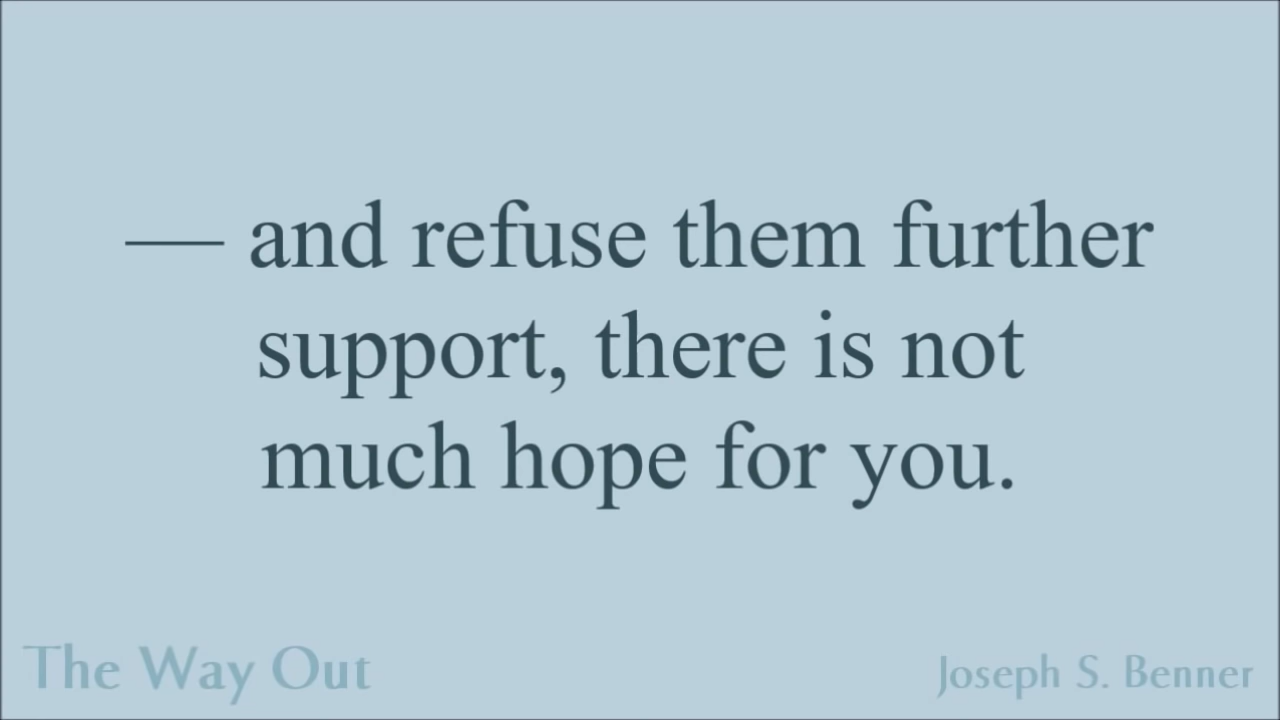 — and refuse them further
support, there is not
much hope for you.
The Way Out
Joseph S. Benner